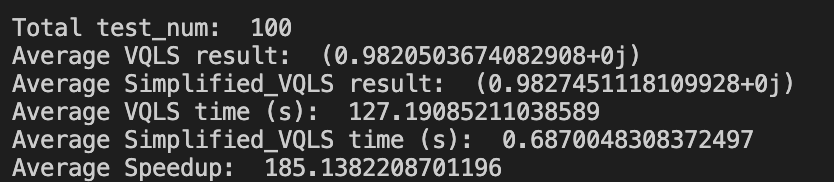 Total test_num:  100
Average VQLS result:  (0.9820503674082908+0j)
Average Simplified_VQLS result:  (0.9827451118109928+0j)
Average VQLS time (s):  127.19085211038589
Average Simplified_VQLS time (s):  0.6870048308372497
Average Speedup:  185.1382208701196